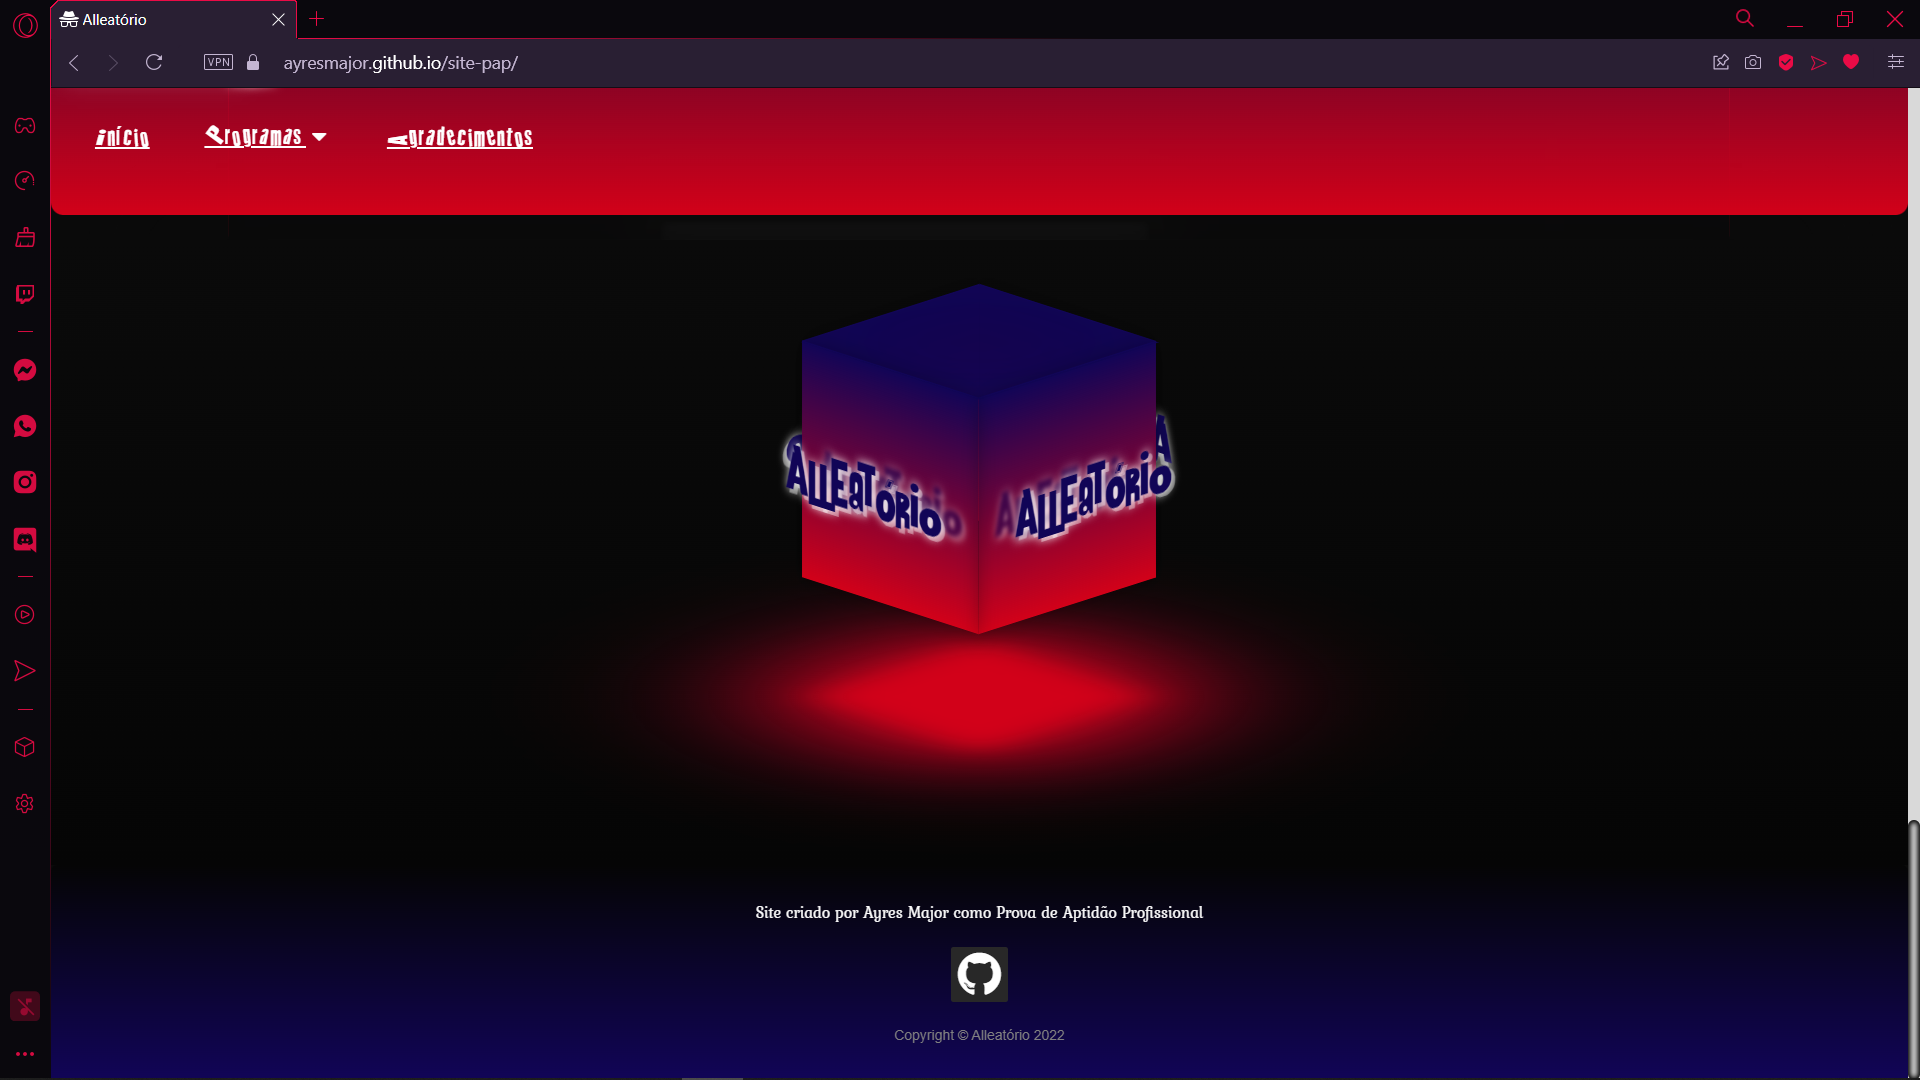 Alleatório
VPN
ayresmajor.github.io/site-pap/
Início
Programas
Agradecimentos
ALLEATÓRIO
ALLEATÓRIO
Site criado por Ayres Major como Prova de Aptidão Profissional
Copyright © Alleatório 2022